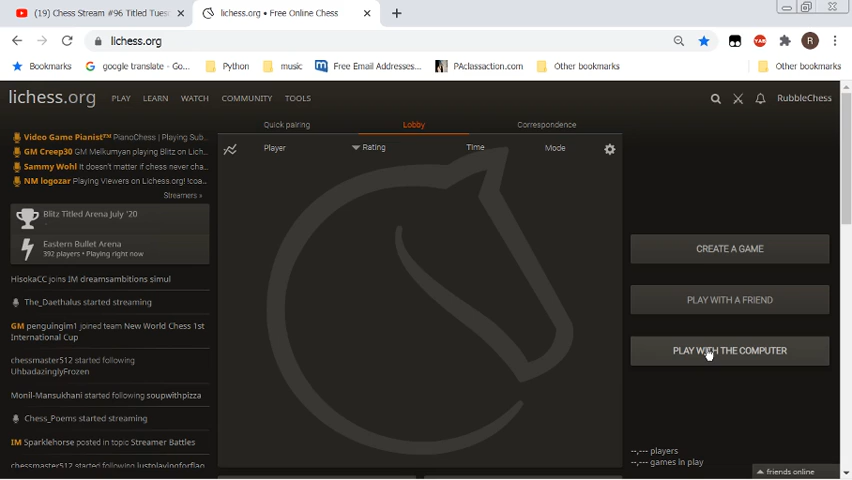 (19) Chess Stream #96 Titled Tues
lichess.org • Free Online Chess
lichess.org
Bookmarks
google translate - Go...
Python
music
Free Email Addresses...
PAclassaction.com
Other bookmarks
Other bookmarks
YAB
R
lichess.org
PLAY
LEARN
WATCH
COMMUNITY
TOOLS
RubbleChess
Quick pairing
Lobby
Correspondence
Player
Rating
Time
Mode
Video Game Pianist™ PianoChess | Playing Sub...
GM Creep30 GM Melkumyan playing Blitz on Lich...
Sammy Wohl It doesn't matter if chess never cha...
NM logozar Playing Viewers on Lichess.org! !coa...
Streamers »
Blitz Titled Arena July '20
Eastern Bullet Arena
392 players • Playing right now
HisokaCC joins IM dreamsambitions simul
The_Daethalus started streaming
GM penguingim1 joined team New World Chess 1st
International Cup
chessmaster512 started following
UhbadazinglyFrozen
Monil-Mansukhani started following soupwithpizza
Chess_Poems started streaming
IM Sparklehorse posted in topic Streamer Battles
CREATE A GAME
PLAY WITH A FRIEND
PLAY WITH THE COMPUTER
--,--- players
--,--- games in play
friends online